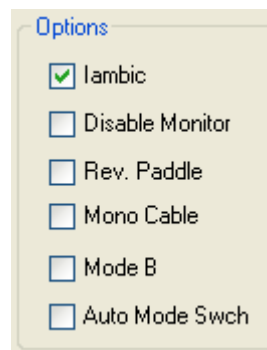 Options
Iambic
Disable Monitor
Rev. Paddle
Mono Cable
Mode B
Auto Mode Swch